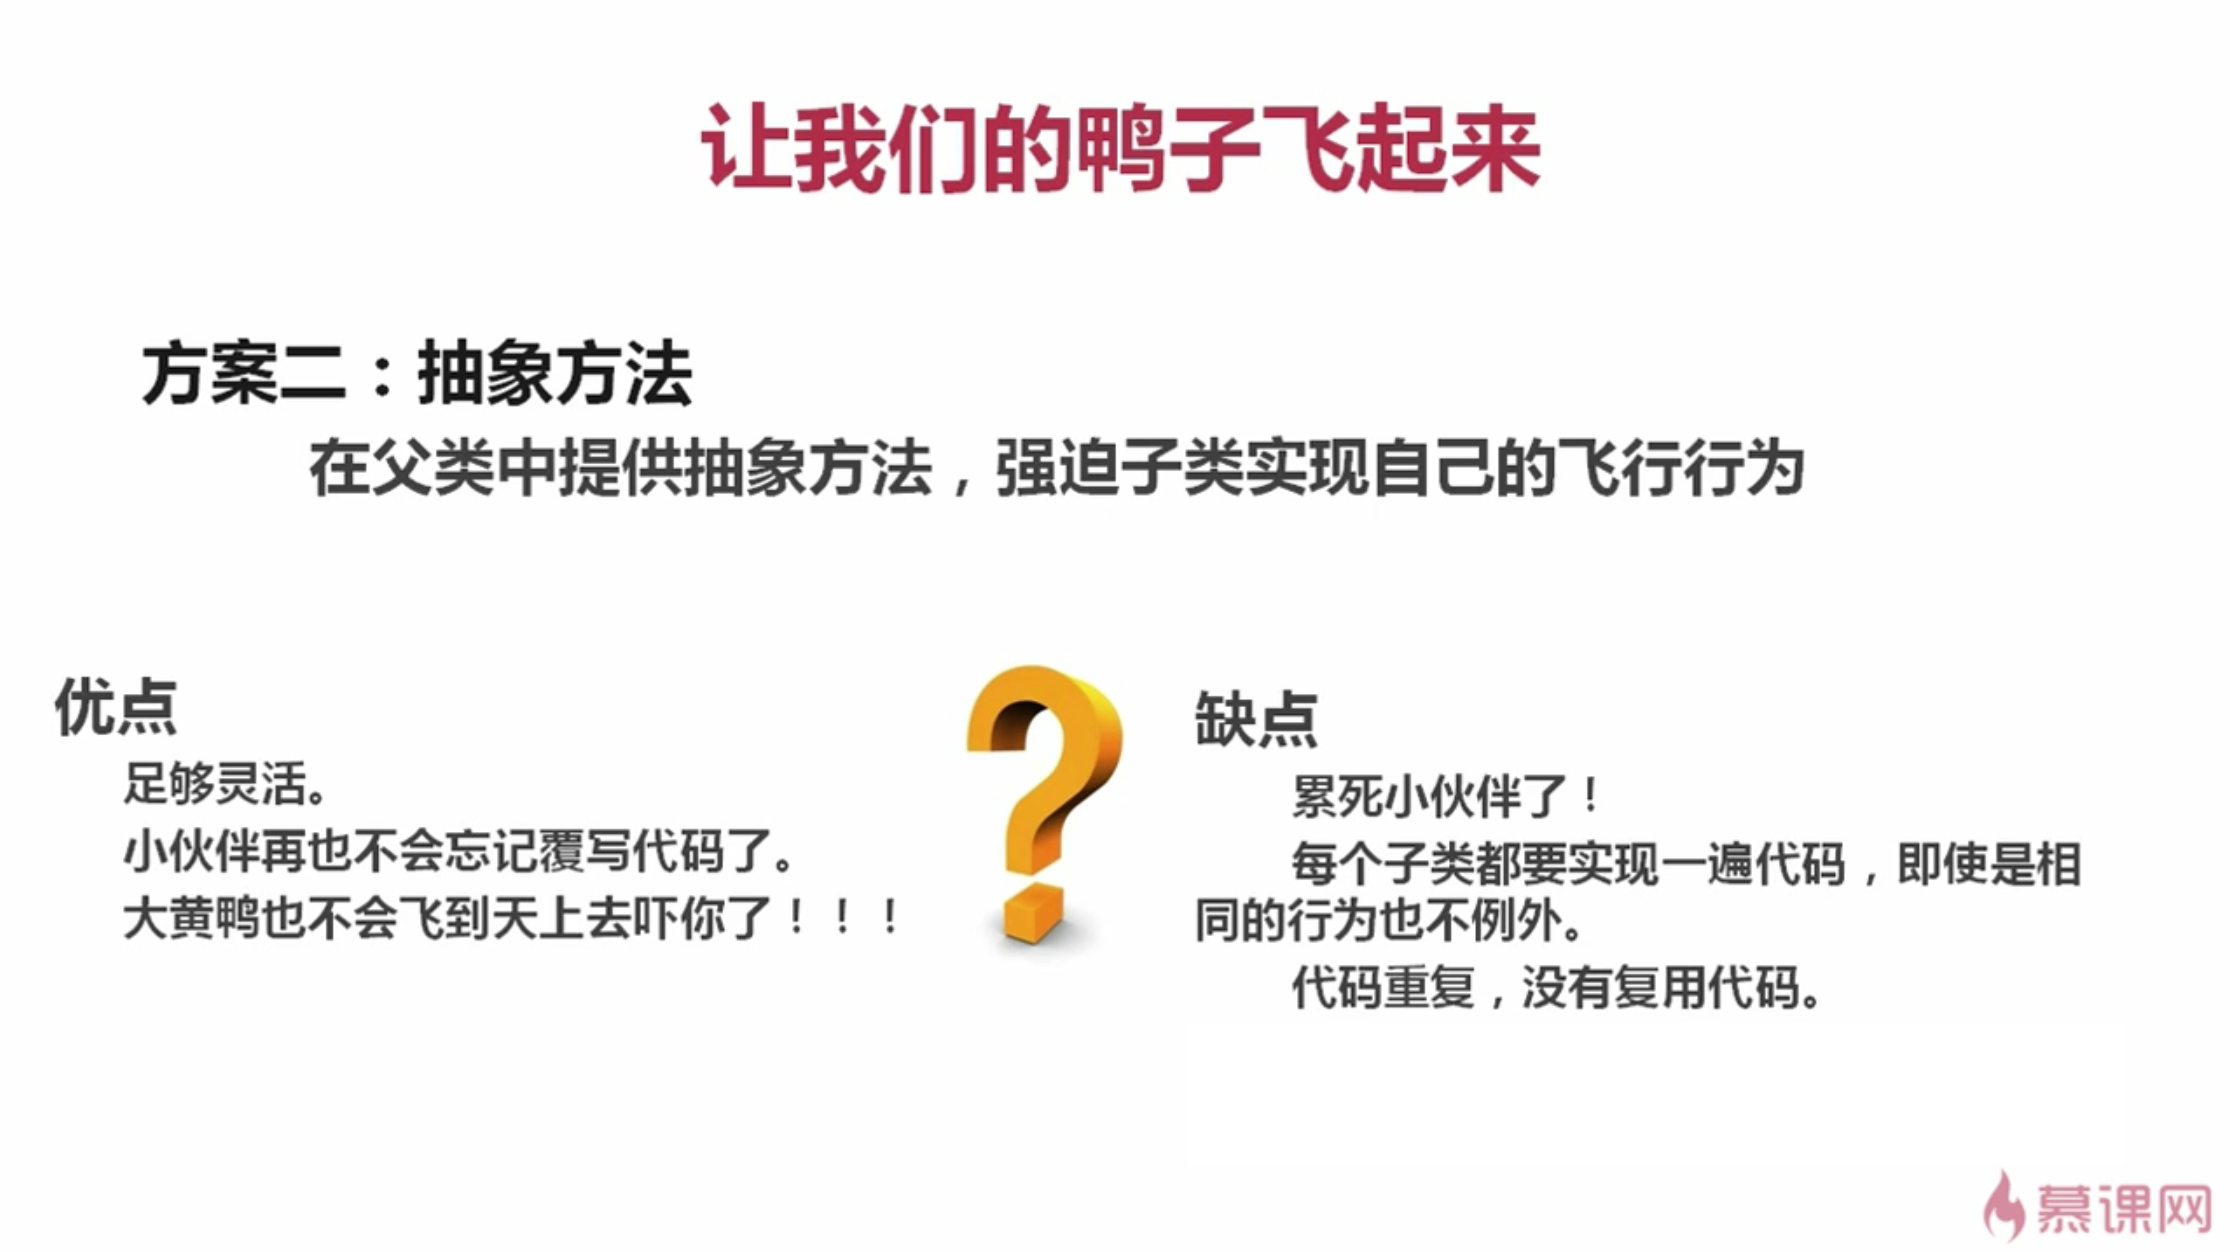 让我们的鸭子飞起来
方案二：抽象方法
在父类中提供抽象方法，强迫子类实现自己的飞行行为
优点
足够灵活。
小伙伴再也不会忘记覆写代码了。
大黄鸭也不会飞到天上去吓你了！！！
缺点
累死小伙伴了！
每个子类都要实现一遍代码，即使是相
同的行为也不例外。
代码重复，没有复用代码。
慕课网